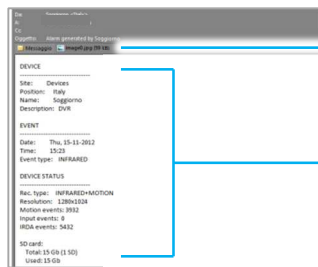 Da:
A:
Cc:
Oggetto: Alarm generated by Soggiorno
Messaggio image0.jpg (99 kB)
DEVICE
--------------------------------
Site: Devices
Position: Italy
Name: Soggiorno
Description: DVR
EVENT
--------------------------------
Date: Thu, 15-11-2012
Time: 15:23
Event type: INFRARED
DEVICE STATUS
--------------------------------
Rec. type: INFRARED+MOTION
Resolution: 1280x1024
Motion events: 3932
Input events: 0
IRDA events: 5432
SD card:
Total: 15 Gb (1 SD)
Used: 15 Gb